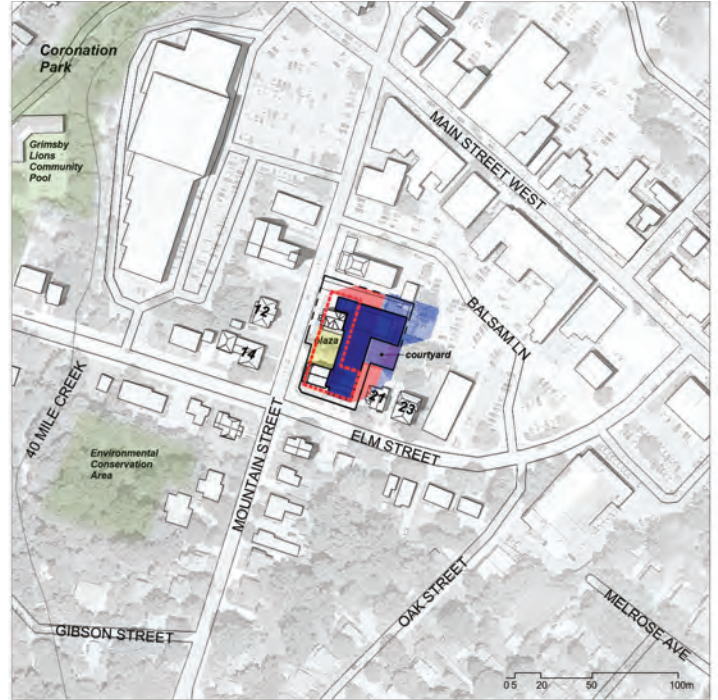 Coronation
Park
Grimsby
Lions
Community
Pool
MAIN STREET WEST
BALSAM LN
12
14
plaza
courtyard
21
23
ELM STREET
40 MILE CREEK
Environmental
Conservation
Area
MOUNTAIN STREET
OAK STREET
GIBSON STREET
MELROSE AVE
0 5 20 50 100m